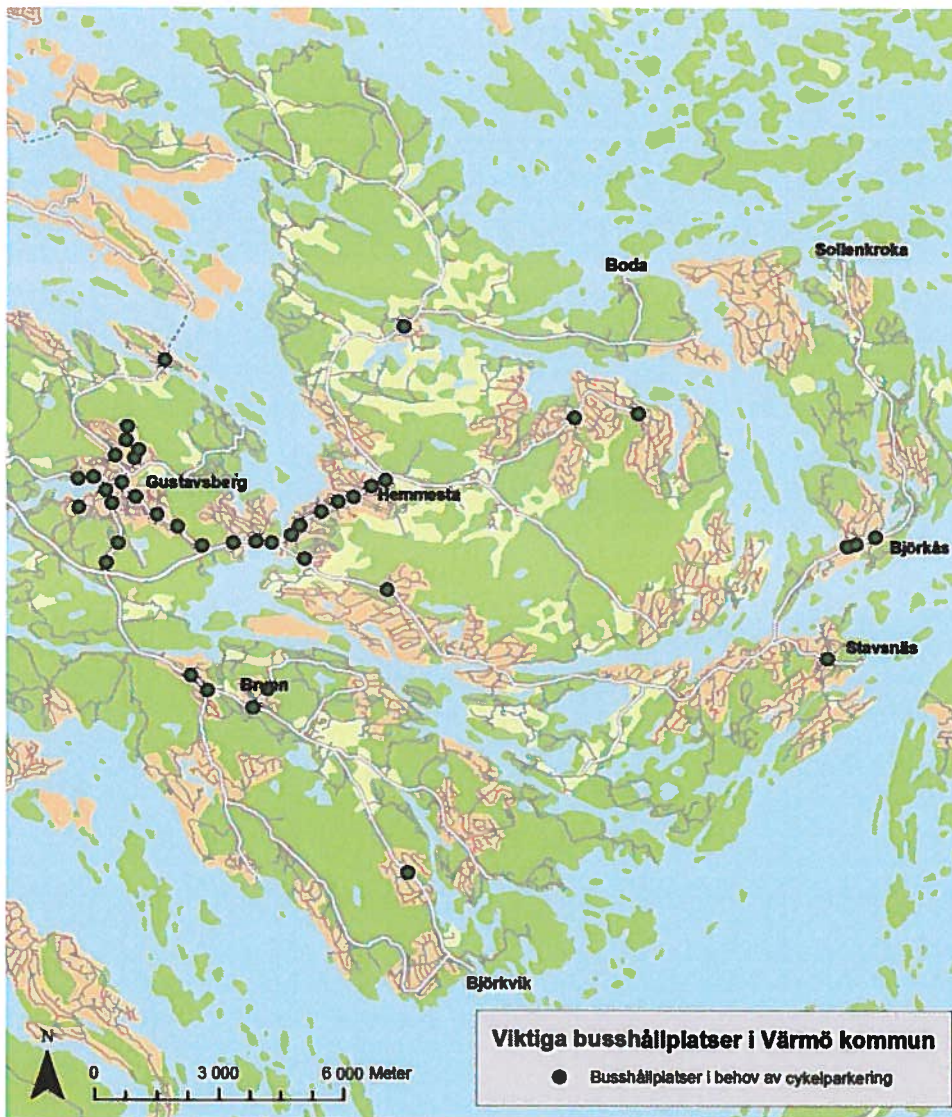 Boda
Sollenkroka
Gustavsberg
Hemmesta
Björkås
Stavsnäs
Brunn
Björkvik
N
0 3 000 6 000 Meter
Viktiga busshållplatser i Värmö kommun
Busshållplatser i behov av cykelparkering